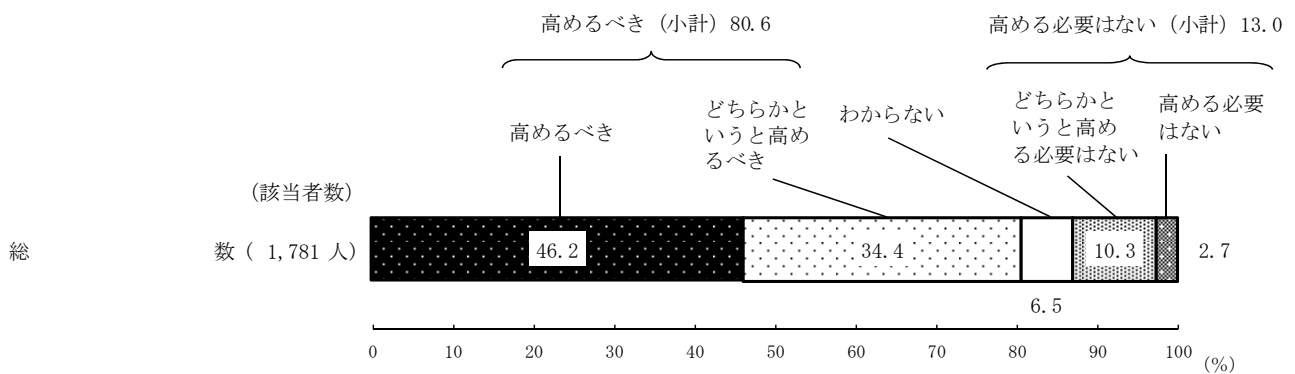 高めるべき（小計）80.6
高める必要はない（小計）13.0
高めるべき
どちらかと
いうと高め
るべき
わからない
どちらかと
いうと高め
る必要はない
高める必要
はない
（該当者数）
総 数（ 1,781 人）
46.2
34.4
10.3
2.7
6.5
0 10 20 30 40 50 60 70 80 90 100
（％）